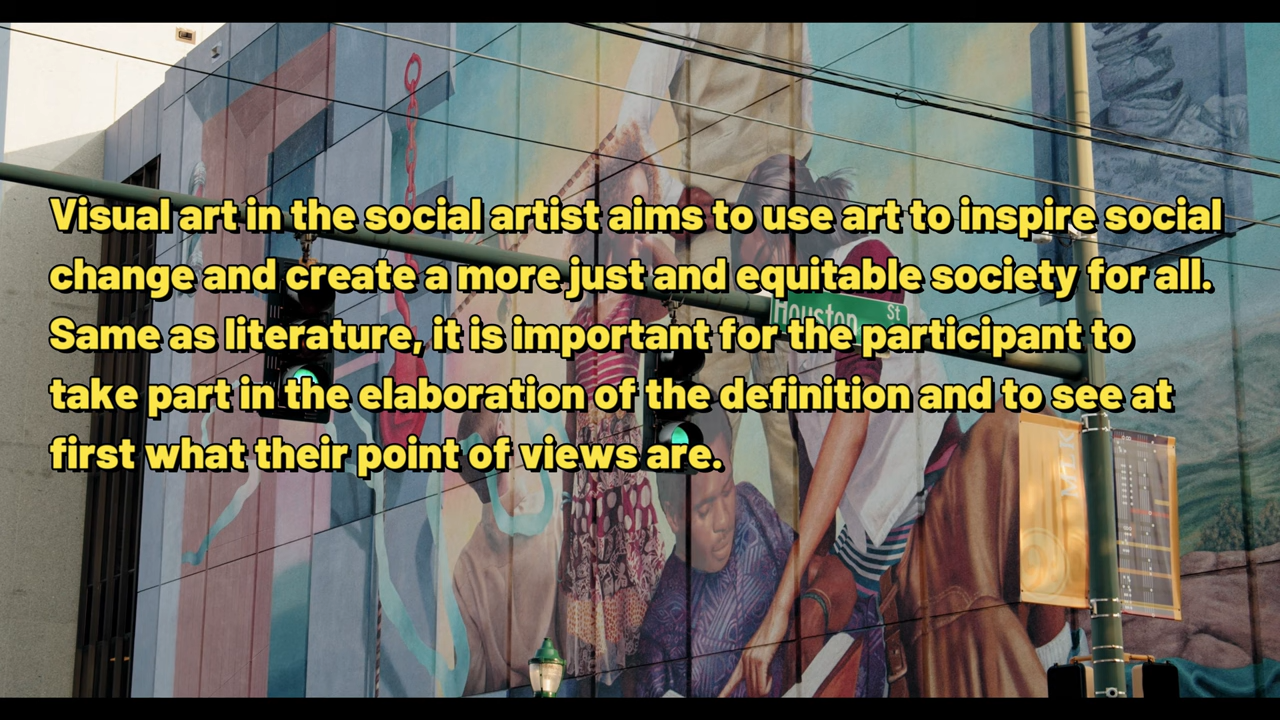 Visual art in the social artist aims to use art to inspire social
change and create a more just and equitable society for all.
Same as literature, it is important for the participant to
take part in the elaboration of the definition and to see at
first what their point of views are.
Houston St
MLK